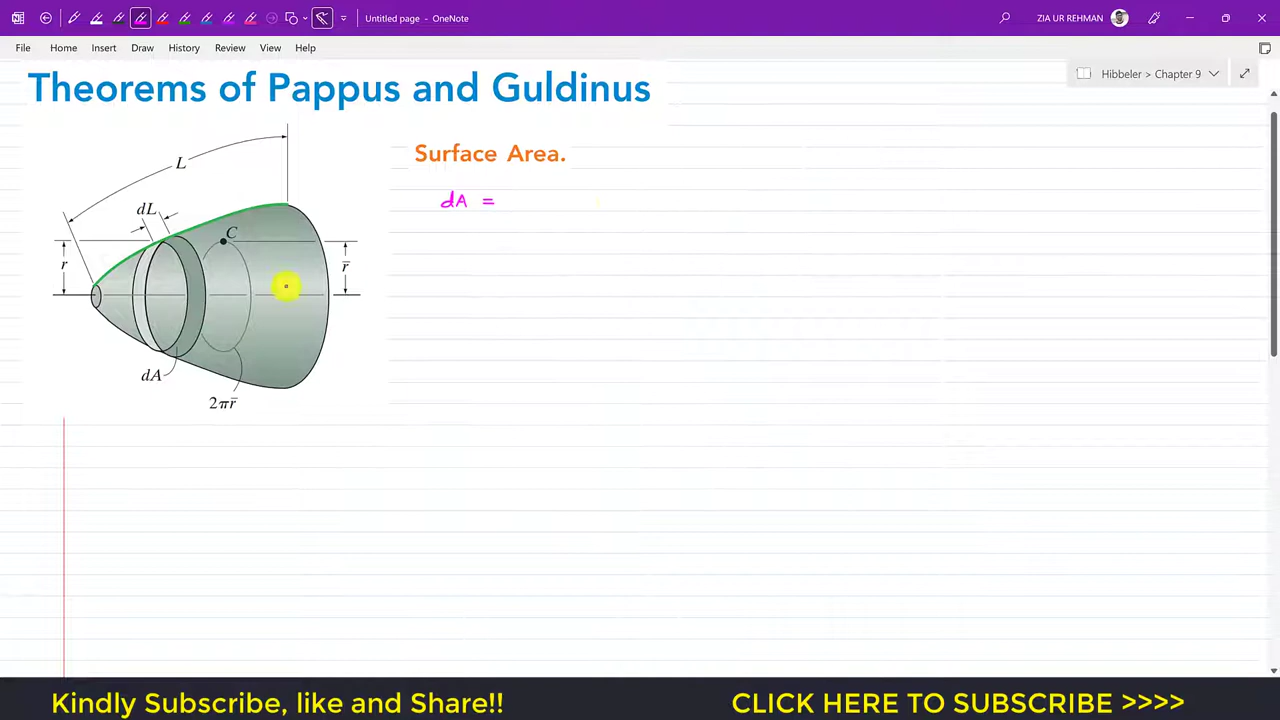 Untitled page - OneNote
ZIA UR REHMAN
File Home Insert Draw History Review View Help
Hibbeler > Chapter 9
Theorems of Pappus and Guldinus
Surface Area.
dA =
L
dL
C
r
r̄
dA
2πr̄
Kindly Subscribe, like and Share!!
CLICK HERE TO SUBSCRIBE >>>>